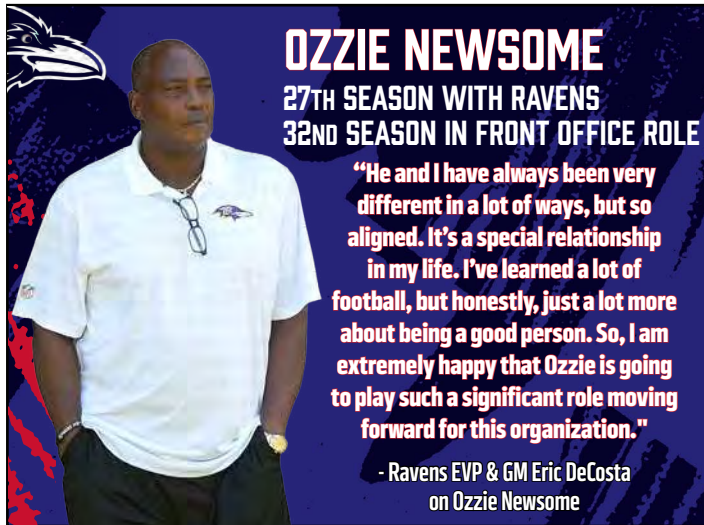 OZZIE NEWSOME
27TH SEASON WITH RAVENS
32ND SEASON IN FRONT OFFICE ROLE
“He and I have always been very
different in a lot of ways, but so
aligned. It’s a special relationship
in my life. I’ve learned a lot of
football, but honestly, just a lot more
about being a good person. So, I am
extremely happy that Ozzie is going
to play such a significant role moving
forward for this organization."
- Ravens EVP & GM Eric DeCosta
on Ozzie Newsome